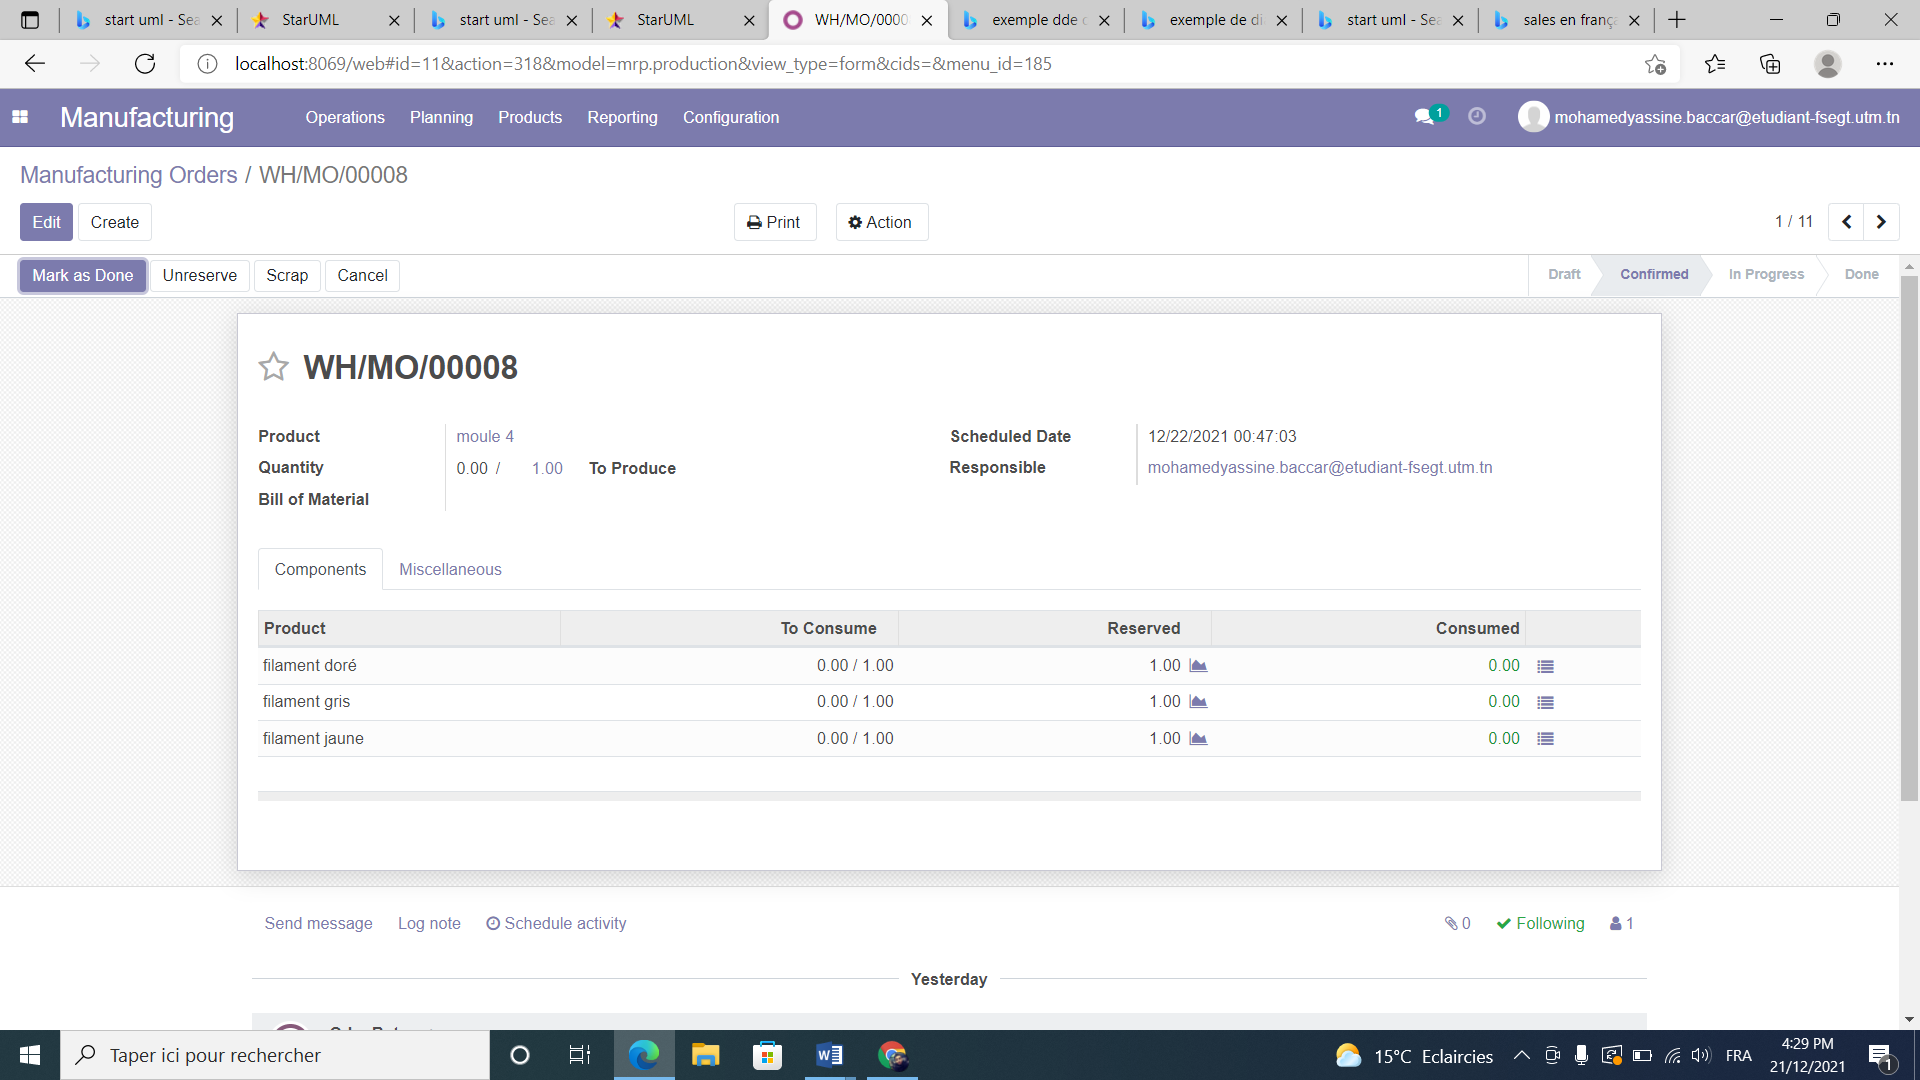 start uml - Sea
StarUML
start uml - Sea
StarUML
WH/MO/0000
exemple dde
exemple de di
start uml - Sea
sales en frança
localhost:8069/web#id=11&action=318&model=mrp.production&view_type=form&cids=&menu_id=185
Manufacturing
Operations
Planning
Products
Reporting
Configuration
1
mohamedyassine.baccar@etudiant-fsegt.utm.tn
Manufacturing Orders / WH/MO/00008
Edit
Create
Print
Action
1 / 11
Mark as Done
Unreserve
Scrap
Cancel
Draft
Confirmed
In Progress
Done
WH/MO/00008
Product
moule 4
Scheduled Date
12/22/2021 00:47:03
Quantity
0.00 / 1.00 To Produce
Responsible
mohamedyassine.baccar@etudiant-fsegt.utm.tn
Bill of Material
Components
Miscellaneous
Product To Consume Reserved Consumed
filament doré 0.00 / 1.00 1.00 0.00
filament gris 0.00 / 1.00 1.00 0.00
filament jaune 0.00 / 1.00 1.00 0.00
Send message
Log note
Schedule activity
0
Following
1
Yesterday
Taper ici pour rechercher
15°C Eclaircies
FRA
4:29 PM
21/12/2021
1